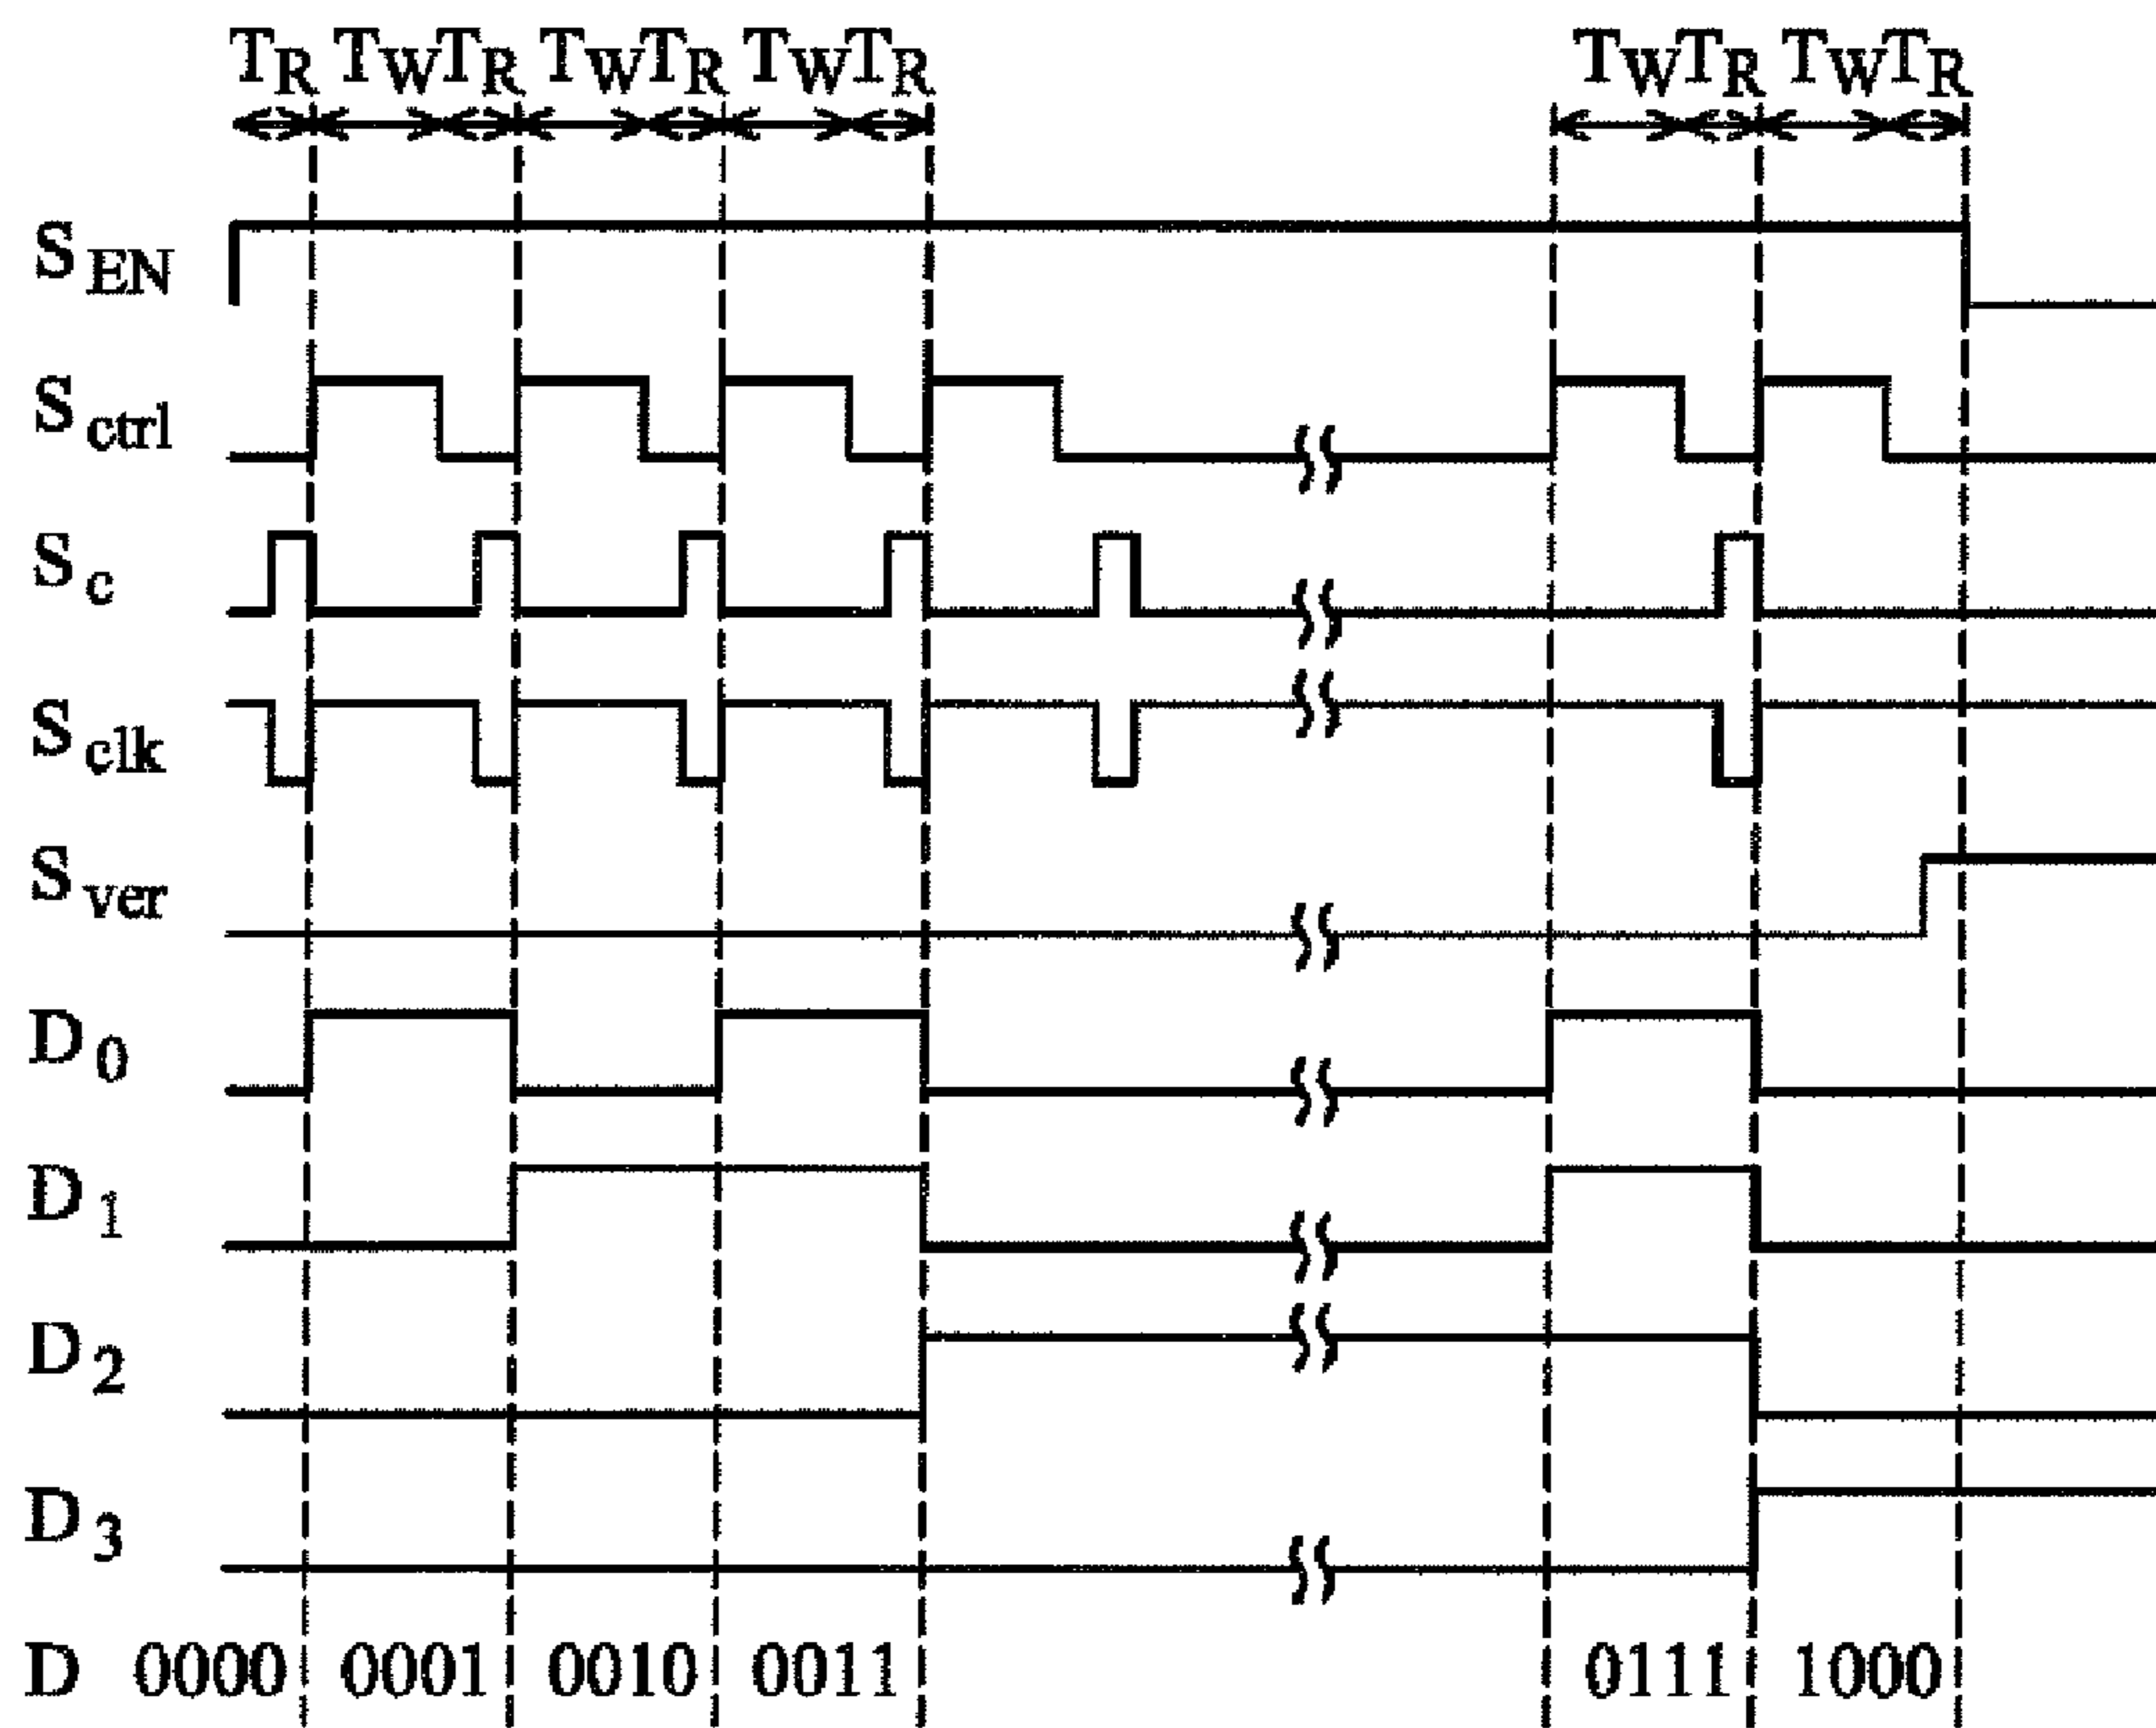 TR TWTR TWTR TWTR TWTR TWTR
SEN
Sctrl
Sc
Sclk
Sver
D0
D1
D2
D3
D 0000 0001 0010 0011 0111 1000